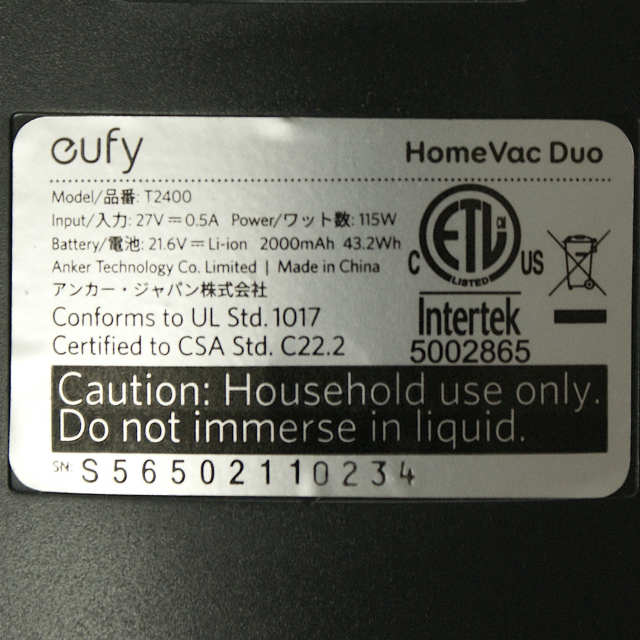 eufy HomeVac Duo
Model/品番: T2400
Input/入力: 27V⎓0.5A Power/ワット数: 115W
Battery/電池: 21.6V⎓Li-ion 2000mAh 43.2Wh
Anker Technology Co. Limited | Made in China
アンカー・ジャパン株式会社
Conforms to UL Std. 1017
Certified to CSA Std. C22.2
ETL CM
LISTED
C US
Intertek
5002865
Caution: Household use only.
Do not immerse in liquid.
SN: S56502110234